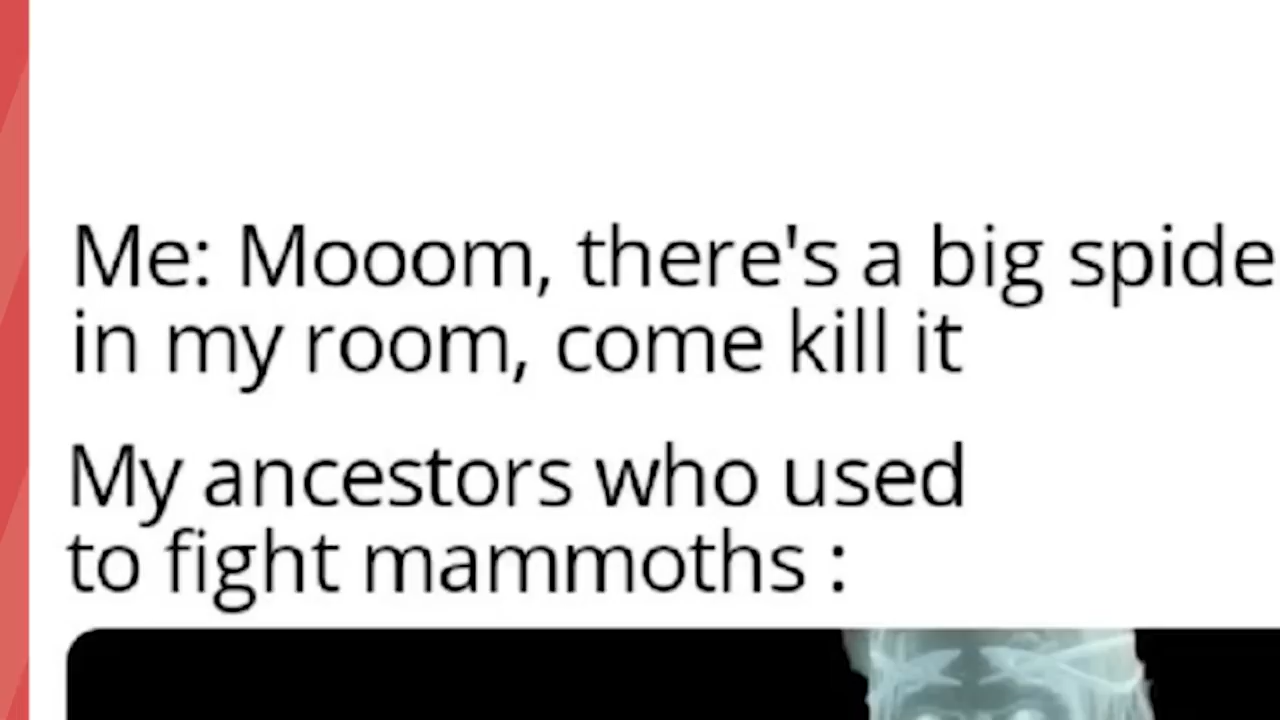 Me: Mooom, there's a big spide
in my room, come kill it
My ancestors who used
to fight mammoths :